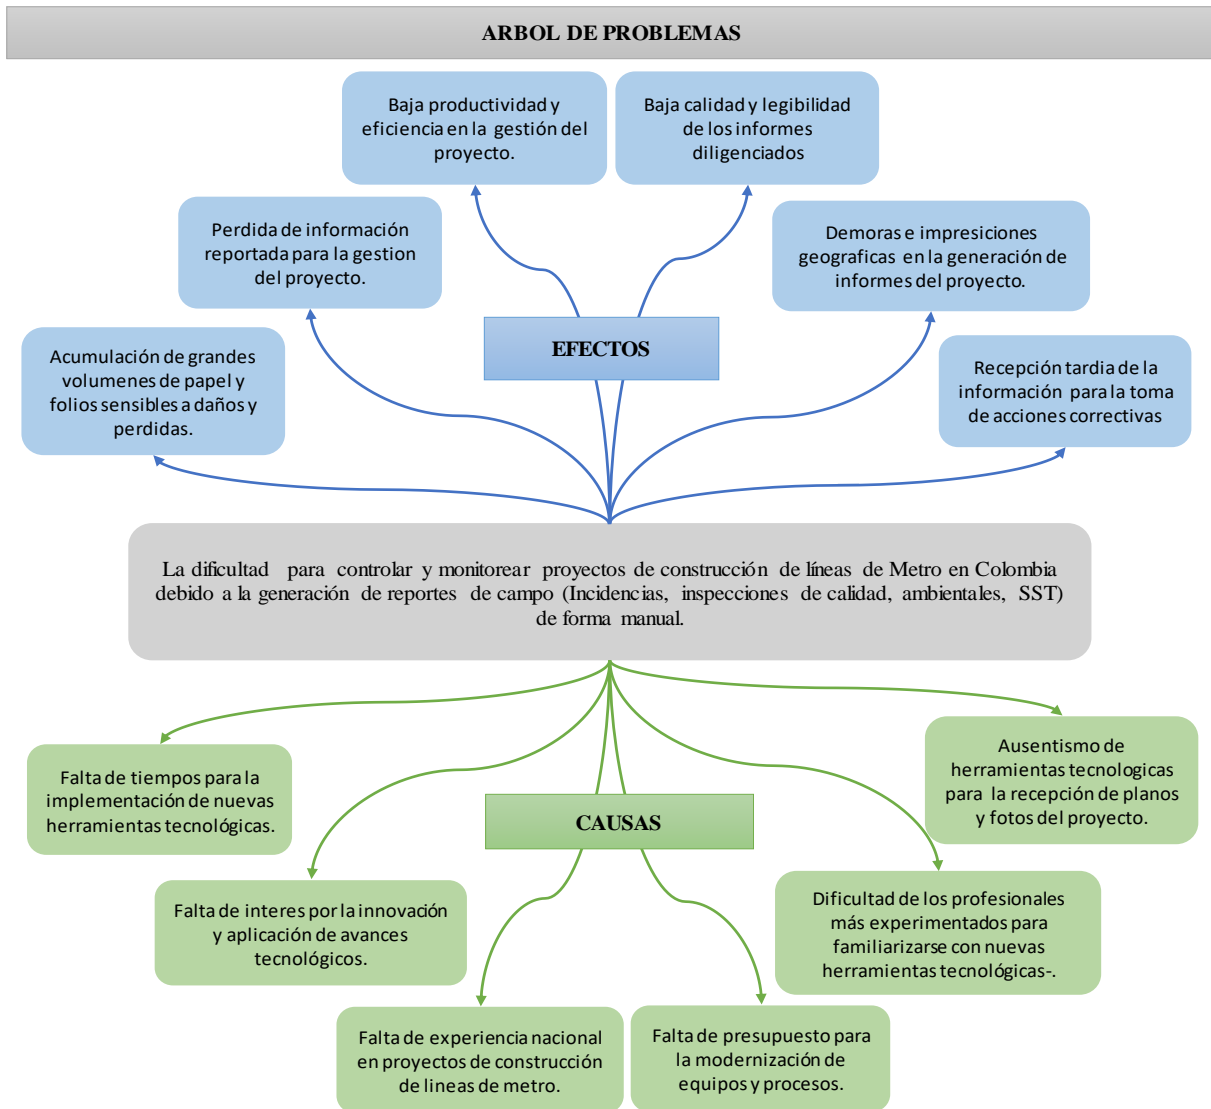 ARBOL DE PROBLEMAS
Baja productividad y
eficiencia en la gestión del
proyecto.
Baja calidad y legibilidad
de los informes
diligenciados
Perdida de información
reportada para la gestion
del proyecto.
Demoras e impresiciones
geograficas en la generación de
informes del proyecto.
EFECTOS
Acumulación de grandes
volumenes de papel y
folios sensibles a daños y
perdidas.
Recepción tardia de la
información para la toma
de acciones correctivas
La dificultad para controlar y monitorear proyectos de construcción de líneas de Metro en Colombia
debido a la generación de reportes de campo (Incidencias, inspecciones de calidad, ambientales, SST)
de forma manual.
Falta de tiempos para la
implementación de nuevas
herramientas tecnológicas.
Ausentismo de
herramientas tecnologicas
para la recepción de planos
y fotos del proyecto.
CAUSAS
Falta de interes por la innovación
y aplicación de avances
tecnológicos.
Dificultad de los profesionales
más experimentados para
familiarizarse con nuevas
herramientas tecnológicas-.
Falta de experiencia nacional
en proyectos de construcción
de lineas de metro.
Falta de presupuesto para
la modernización de
equipos y procesos.